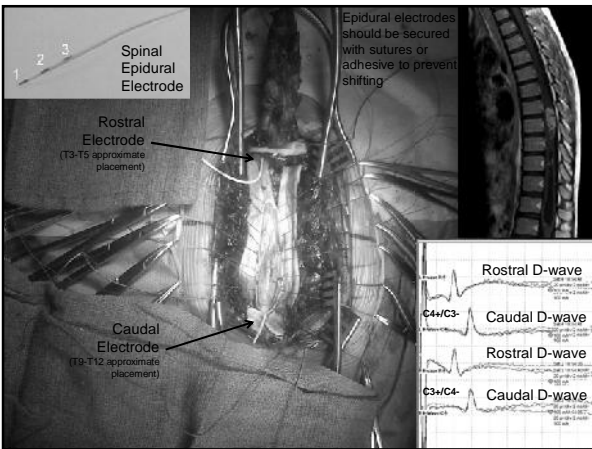 1 2 3
Spinal
Epidural
Electrode
Epidural electrodes
should be secured
with sutures or
adhesive to prevent
shifting
Rostral
Electrode
(T3-T5 approximate
placement)
Caudal
Electrode
(T9-T12 approximate
placement)
Rostral D-wave
C4+/C3-
Caudal D-wave
Rostral D-wave
C3+/C4-
Caudal D-wave